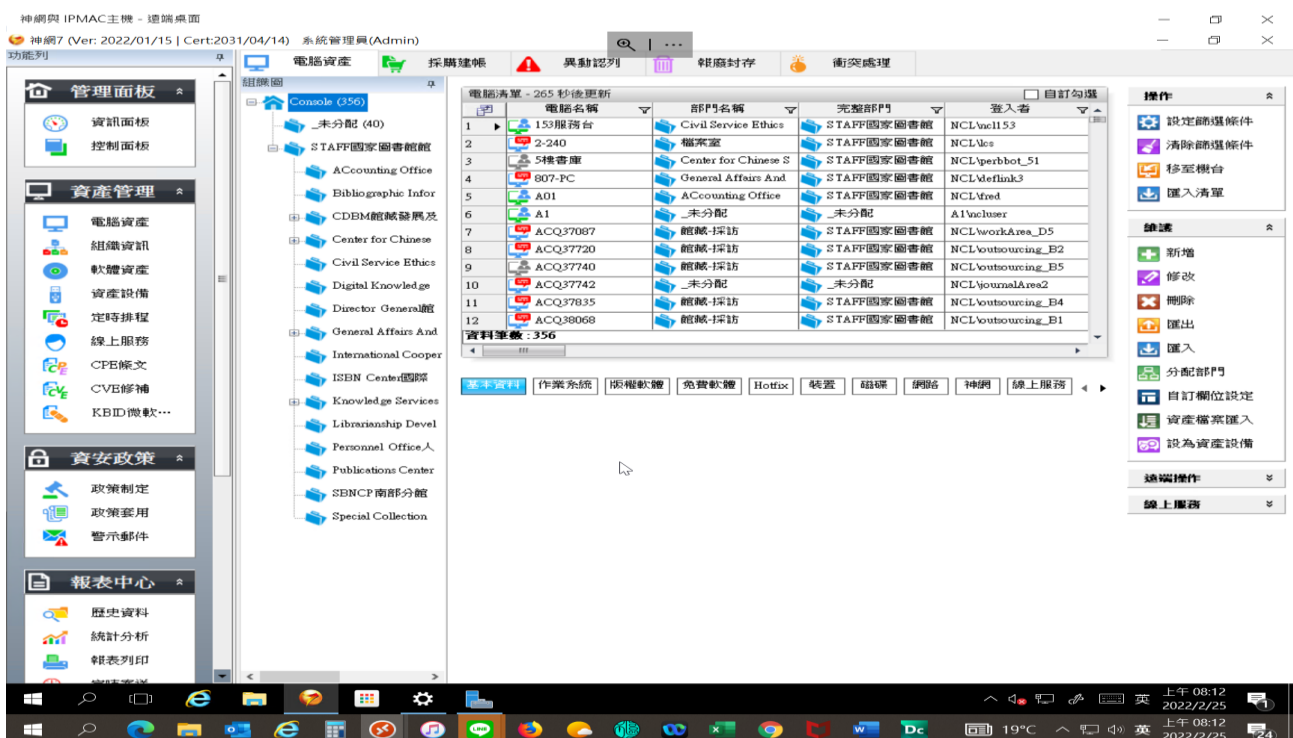 神網與 IPMAC主機 - 遠端桌面
神網7 (Ver: 2022/01/15 | Cert:2031/04/14) 系統管理員(Admin)
功能列
管理面板
資訊面板
控制面板
資產管理
電腦資產
組織資訊
軟體資產
資產設備
定時排程
線上服務
CPE條文
CVE修補
KBID微軟…
資安政策
政策制定
政策套用
警示郵件
報表中心
歷史資料
統計分析
報表列印
電腦資產 採購建帳 異動認列 報廢封存 衝突處理
組織圖
Console (356)
_未分配 (40)
STAFF國家圖書館館
ACcounting Office
Bibliographic Infor
CDBM館藏發展及
Center for Chinese
Civil Service Ethics
Digital Knowledge
Director General館
General Affairs And
International Cooper
ISBN Center國際
Knowledge Services
Librarianship Devel
Personnel Office人
Publications Center
SBNCP南部分館
Special Collection
電腦清單 - 265 秒後更新 自訂勾選
電腦名稱 部門名稱 完整部門 登入者
1 153服務台 Civil Service Ethics STAFF國家圖書館 NCL\ncl153
2 2-240 檔案室 STAFF國家圖書館 NCL\lcs
3 5樓書庫 Center for Chinese S STAFF國家圖書館 NCL\perbbot_51
4 807-PC General Affairs And STAFF國家圖書館 NCL\deflink3
5 A01 ACcounting Office STAFF國家圖書館 NCL\fred
6 A1 _未分配 _未分配 A1\ncluser
7 ACQ37087 館藏-採訪 STAFF國家圖書館 NCL\workArea_D5
8 ACQ37720 館藏-採訪 STAFF國家圖書館 NCL\outsourcing_B2
9 ACQ37740 館藏-採訪 STAFF國家圖書館 NCL\outsourcing_B5
10 ACQ37742 _未分配 _未分配 NCL\journalArea2
11 ACQ37835 館藏-採訪 STAFF國家圖書館 NCL\outsourcing_B4
12 ACQ38068 館藏-採訪 STAFF國家圖書館 NCL\outsourcing_B1
資料筆數 : 356
基本資料 作業系統 版權軟體 免費軟體 Hotfix 裝置 磁碟 網路 神網 線上服務
操作
設定篩選條件
清除篩選條件
移至機台
匯入清單
維護
新增
修改
刪除
匯出
匯入
分配部門
自訂欄位設定
資產檔案匯入
設為資產設備
遠端操作
線上服務
英 上午 08:12
2022/2/25
1
19°C 英 上午 08:12
2022/2/25
24